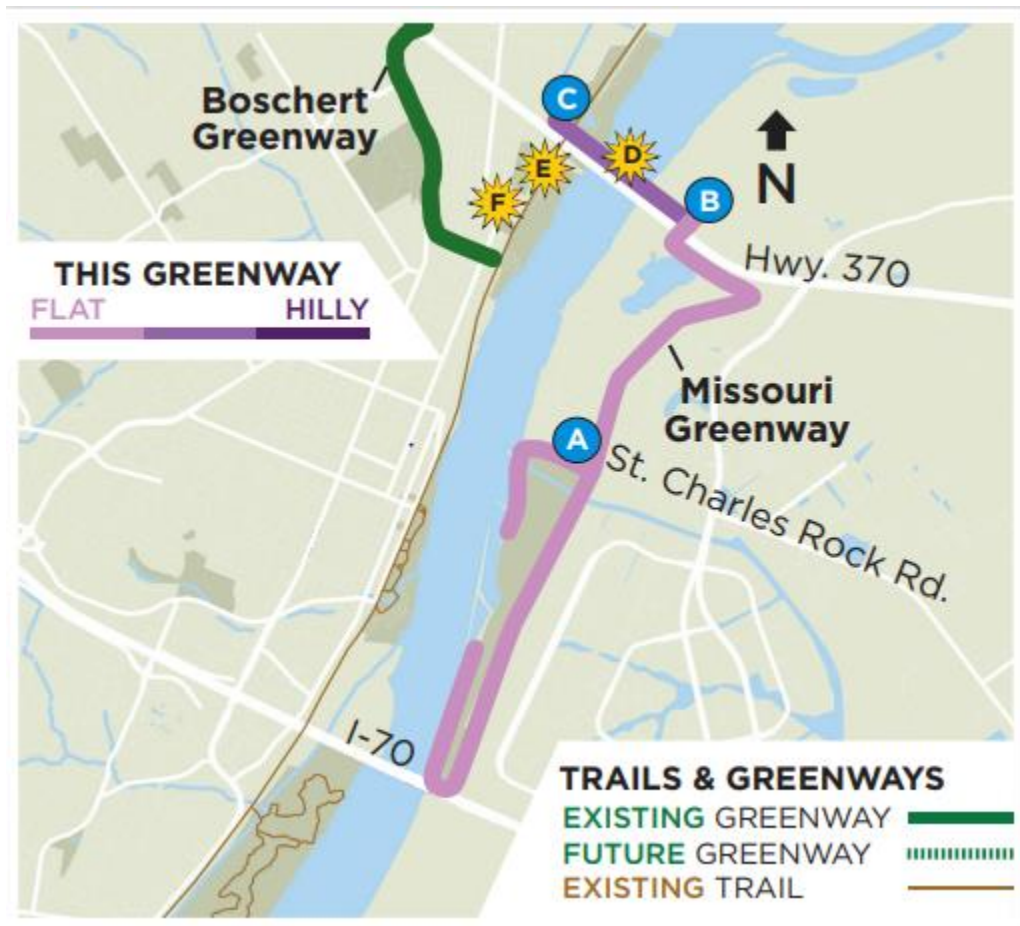 Boschert
Greenway
C
D
E
B
F
N
Hwy. 370
THIS GREENWAY
FLAT HILLY
Missouri
Greenway
A
St. Charles Rock Rd.
I-70
TRAILS & GREENWAYS
EXISTING GREENWAY
FUTURE GREENWAY
EXISTING TRAIL